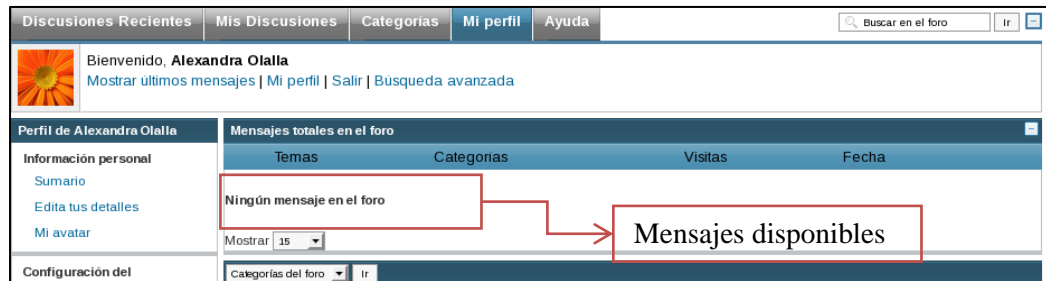 Discusiones Recientes Mis Discusiones Categorias Mi perfil Ayuda Buscar en el foro Ir
Bienvenido, Alexandra Olalla
Mostrar últimos mensajes | Mi perfil | Salir | Búsqueda avanzada
Perfil de Alexandra Olalla Mensajes totales en el foro
Información personal Temas Categorias Visitas Fecha
Sumario
Edita tus detalles Ningún mensaje en el foro
Mi avatar Mensajes disponibles
Mostrar 15
Configuración del Categorías del foro Ir